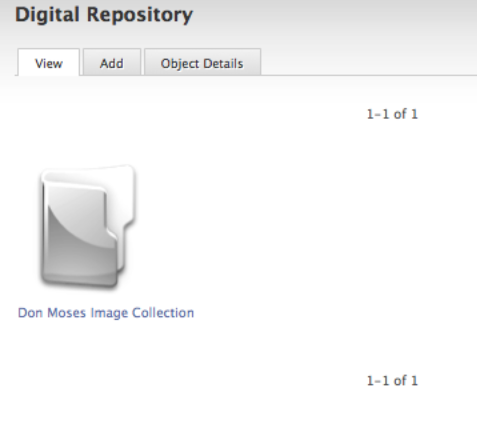 Digital Repository
View Add Object Details
1–1 of 1
Don Moses Image Collection
1–1 of 1